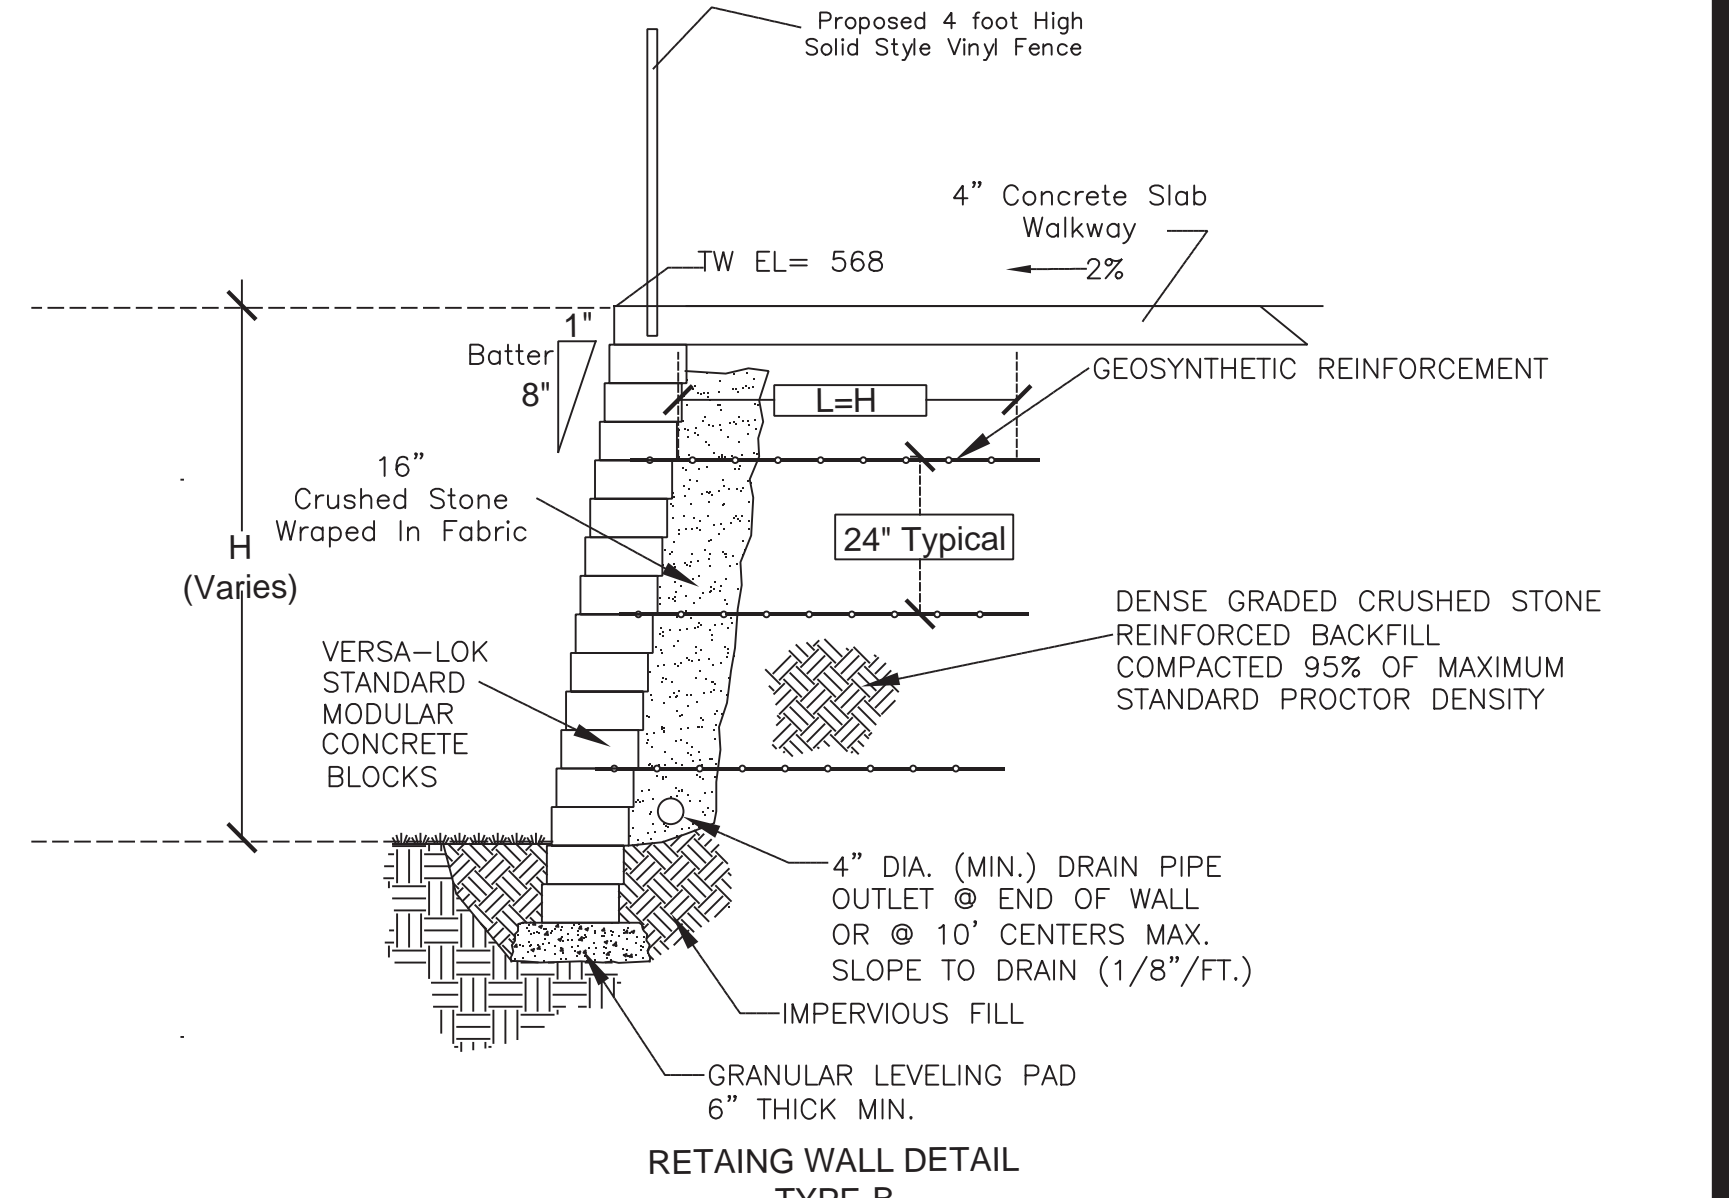 Proposed 4 foot High
Solid Style Vinyl Fence
4” Concrete Slab
Walkway
TW EL= 568
2%
1"
Batter
8"
GEOSYNTHETIC REINFORCEMENT
L=H
16”
Crushed Stone
Wraped In Fabric
24" Typical
H
(Varies)
DENSE GRADED CRUSHED STONE
REINFORCED BACKFILL
COMPACTED 95% OF MAXIMUM
STANDARD PROCTOR DENSITY
VERSA-LOK
STANDARD
MODULAR
CONCRETE
BLOCKS
4” DIA. (MIN.) DRAIN PIPE
OUTLET @ END OF WALL
OR @ 10’ CENTERS MAX.
SLOPE TO DRAIN (1/8”/FT.)
IMPERVIOUS FILL
GRANULAR LEVELING PAD
6” THICK MIN.
RETAING WALL DETAIL
TYPE B